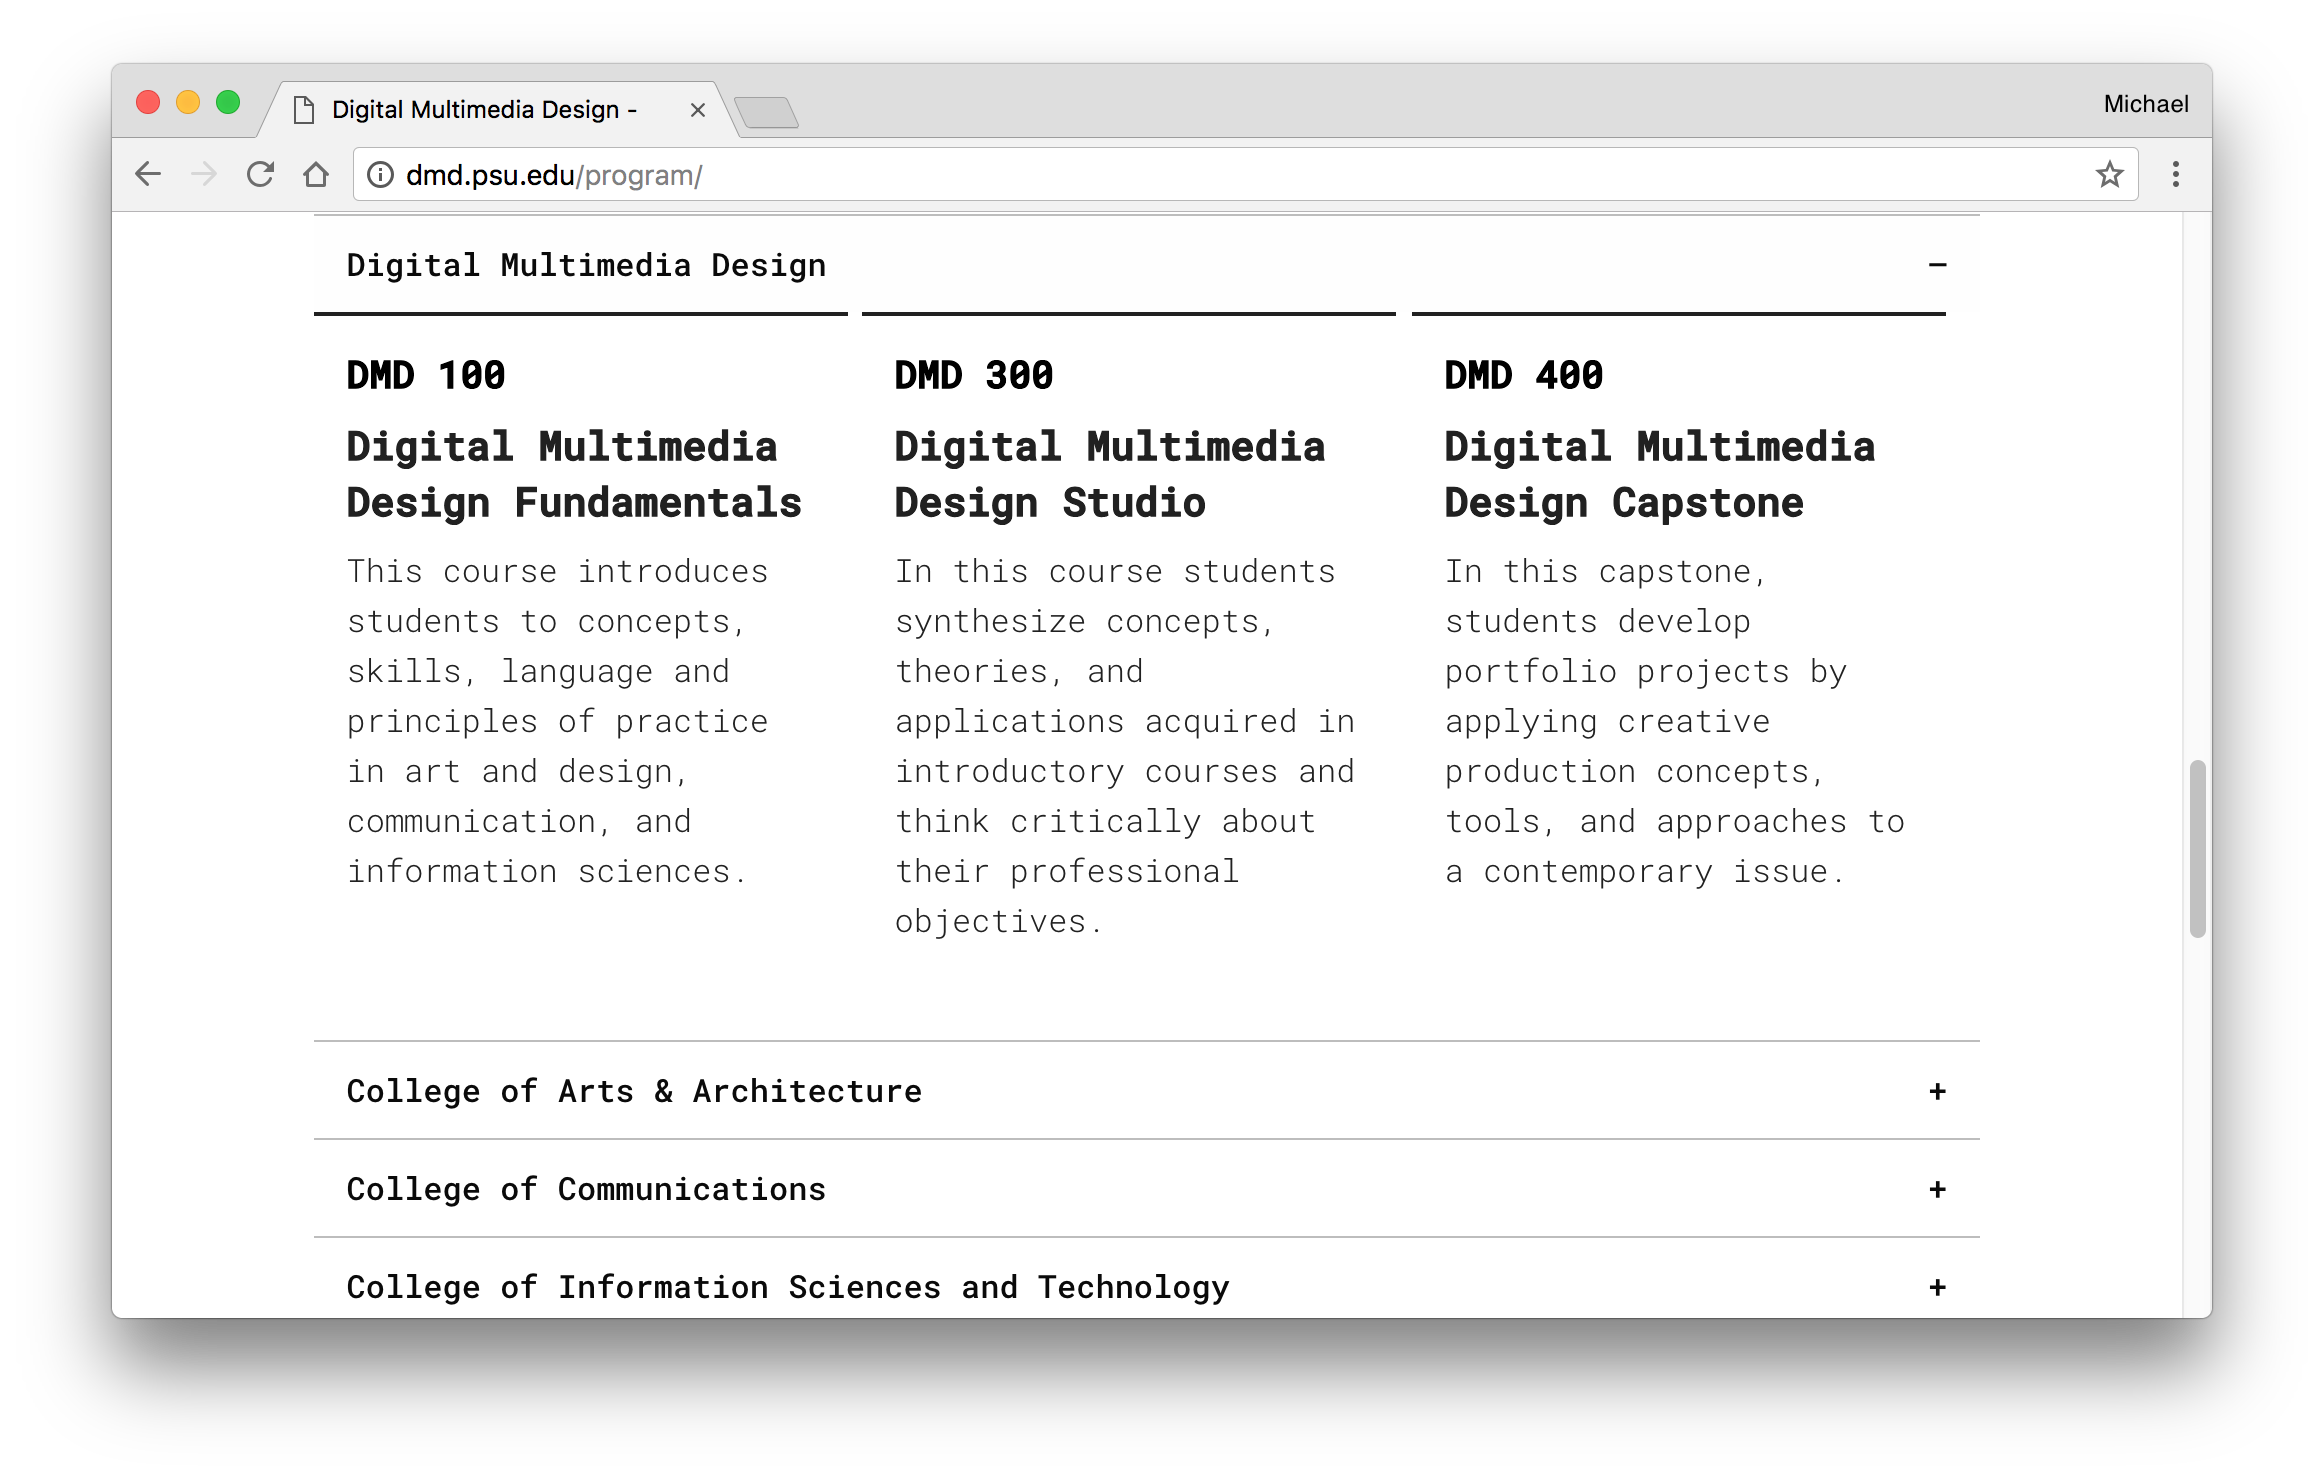 Digital Multimedia Design -
Michael
dmd.psu.edu/program/
Digital Multimedia Design –
DMD 100
Digital Multimedia
Design Fundamentals
This course introduces
students to concepts,
skills, language and
principles of practice
in art and design,
communication, and
information sciences.
DMD 300
Digital Multimedia
Design Studio
In this course students
synthesize concepts,
theories, and
applications acquired in
introductory courses and
think critically about
their professional
objectives.
DMD 400
Digital Multimedia
Design Capstone
In this capstone,
students develop
portfolio projects by
applying creative
production concepts,
tools, and approaches to
a contemporary issue.
College of Arts & Architecture +
College of Communications +
College of Information Sciences and Technology +